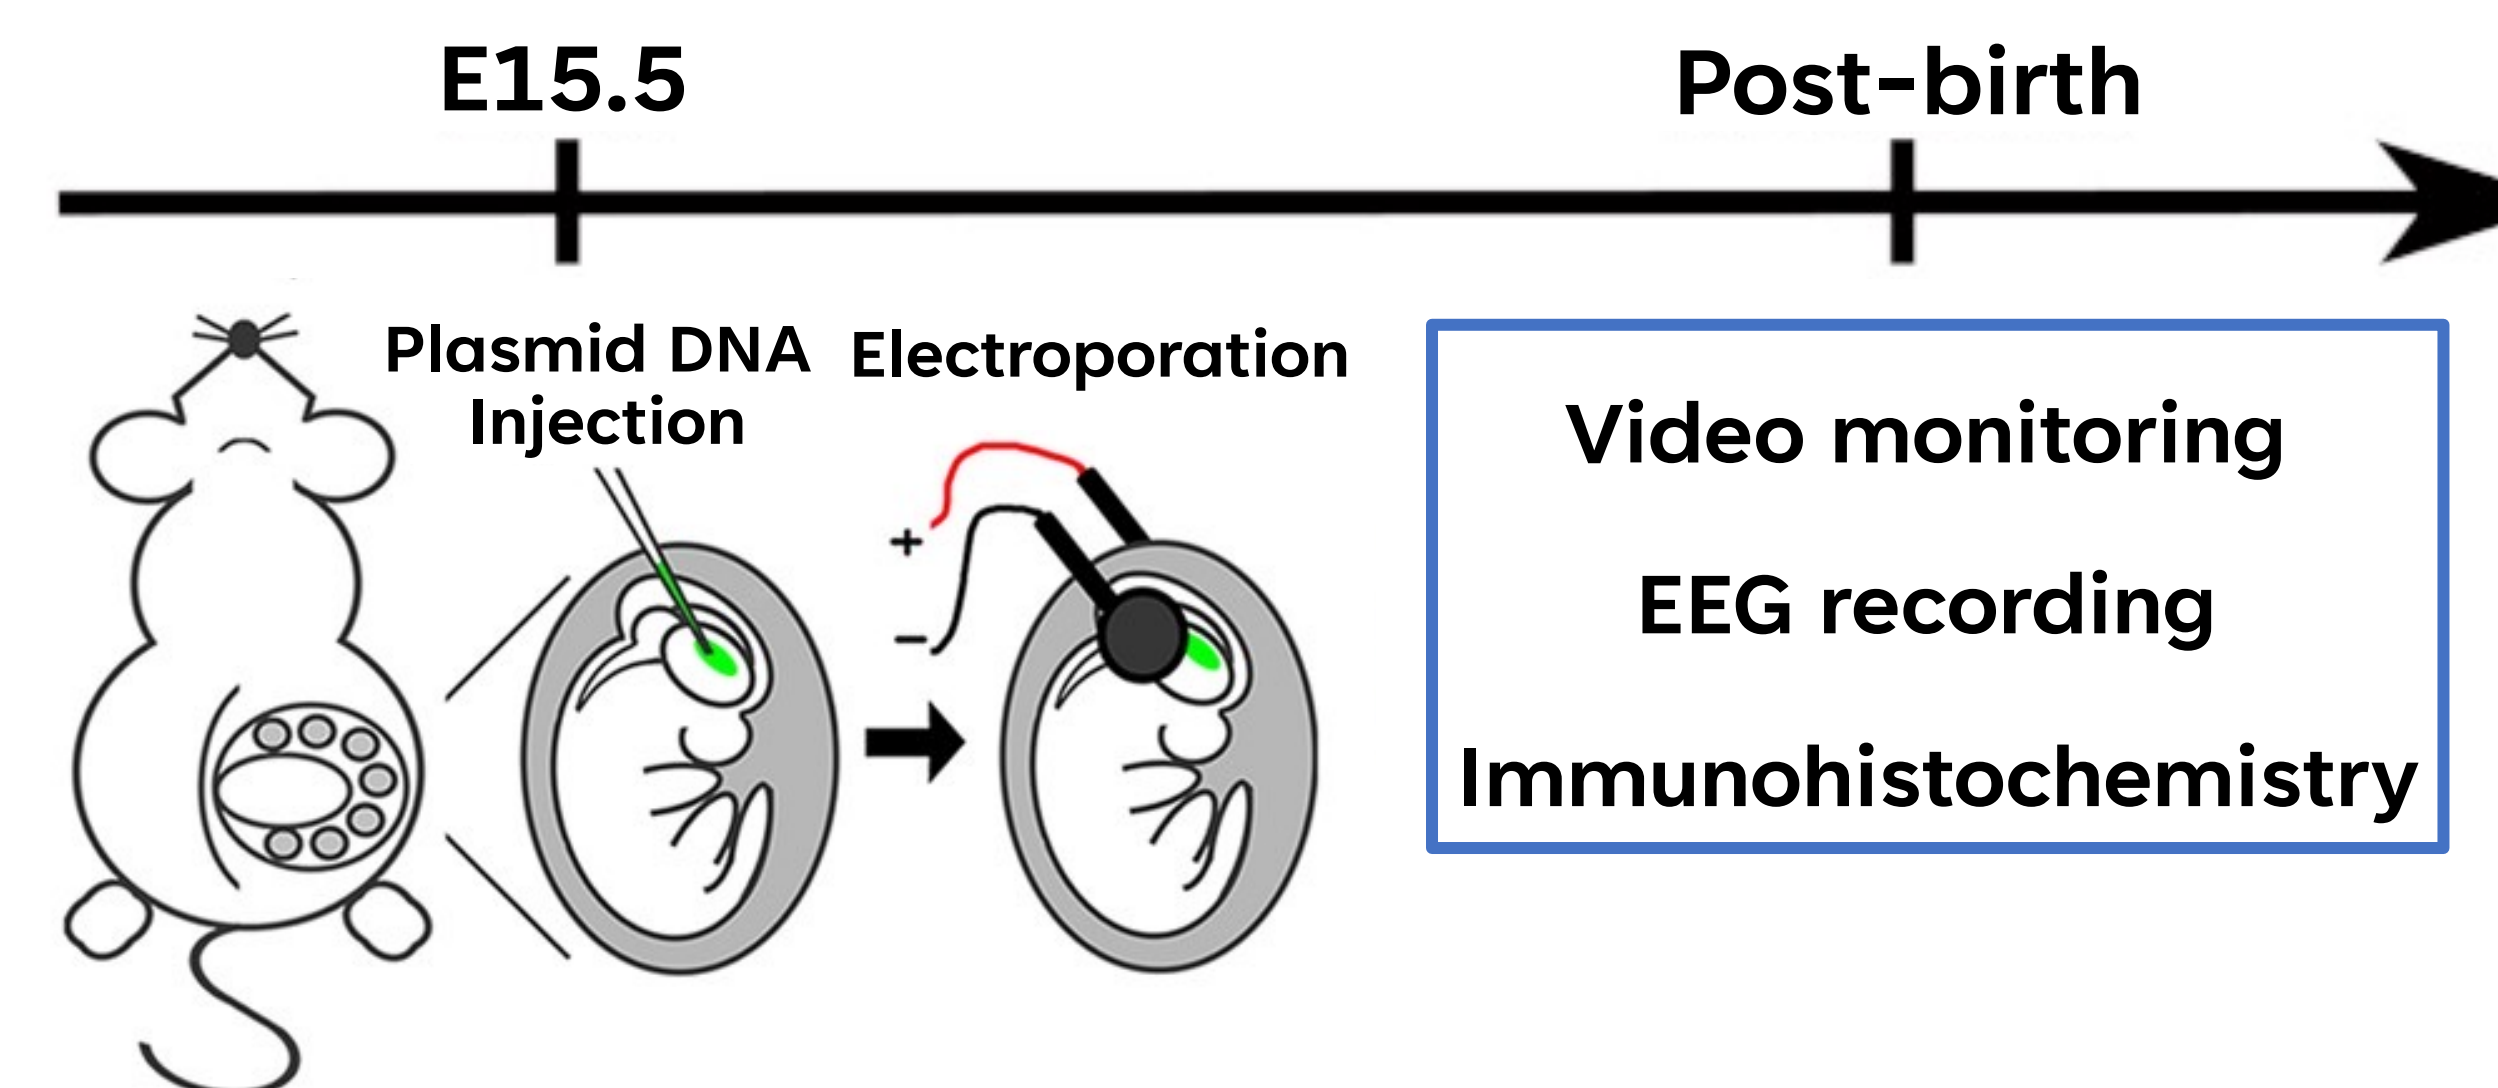 E15.5
Post-birth
Plasmid DNA
Injection
Electroporation
+
−
Video monitoring
EEG recording
Immunohistochemistry